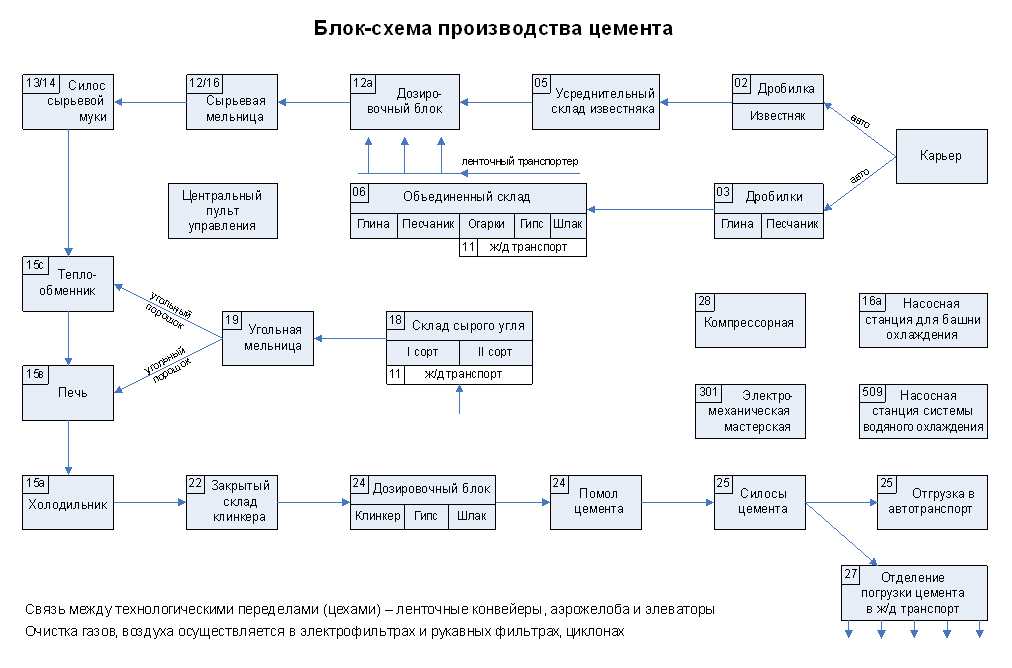 Блок-схема производства цемента
13/14 Силос
сырьевой
муки
12/16
Сырьевая
мельница
12а Дозиро-
вочный блок
05
Усреднительный
склад известняка
02 Дробилка
Известняк
авто
авто
Карьер
ленточный транспортер
Центральный
пульт
управления
06 Объединенный склад
Глина Песчаник Огарки Гипс Шлак
11 ж/д транспорт
03 Дробилки
Глина Песчаник
15с Тепло-
обменник
угольный
порошок
угольный
порошок
19 Угольная
мельница
18 Склад сырого угля
I сорт II сорт
11 ж/дтранспорт
28
Компрессорная
16а Насосная
станция для башни
охлаждения
15в
Печь
301 Электро-
механическая
мастерская
509 Насосная
станция системы
водяного охлаждения
15а
Холодильник
22 Закрытый
склад
клинкера
24 Дозировочный блок
Клинкер Гипс Шлак
24 Помол
цемента
25 Силосы
цемента
25 Отгрузка в
автотранспорт
27 Отделение
погрузки цемента
в ж/д транспорт
Связь между технологическими переделами (цехами) – ленточные конвейеры, аэрожелоба и элеваторы
Очистка газов, воздуха осуществляется в электрофильтрах и рукавных фильтрах, циклонах